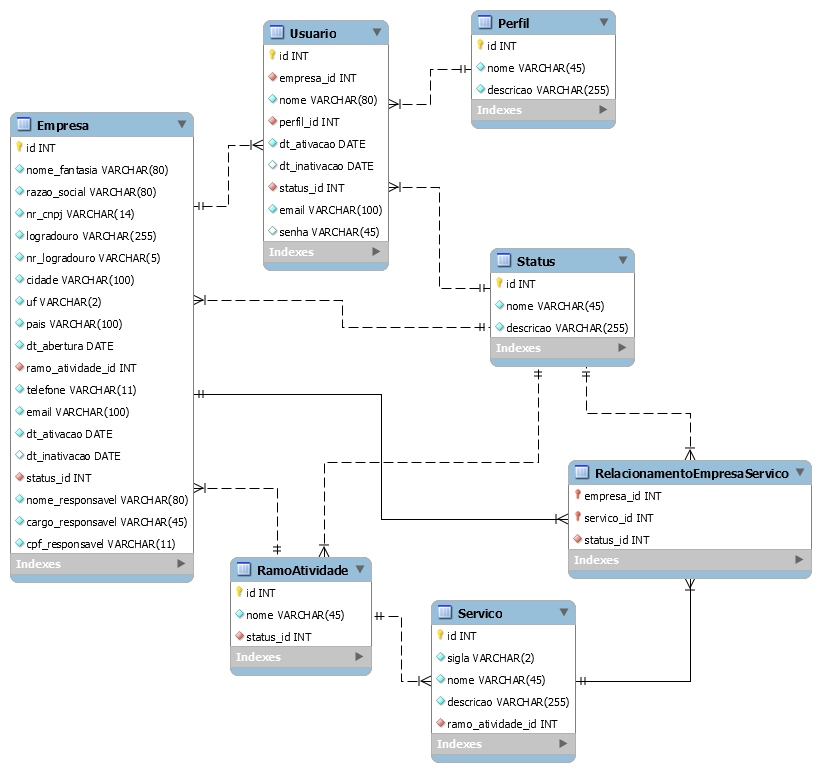 Perfil
id INT
nome VARCHAR(45)
descricao VARCHAR(255)
Indexes
Usuario
id INT
empresa_id INT
nome VARCHAR(80)
perfil_id INT
dt_ativacao DATE
dt_inativacao DATE
status_id INT
email VARCHAR(100)
senha VARCHAR(45)
Indexes
Empresa
id INT
nome_fantasia VARCHAR(80)
razao_social VARCHAR(80)
nr_cnpj VARCHAR(14)
logradouro VARCHAR(255)
nr_logradouro VARCHAR(5)
cidade VARCHAR(100)
uf VARCHAR(2)
pais VARCHAR(100)
dt_abertura DATE
ramo_atividade_id INT
telefone VARCHAR(11)
email VARCHAR(100)
dt_ativacao DATE
dt_inativacao DATE
status_id INT
nome_responsavel VARCHAR(80)
cargo_responsavel VARCHAR(45)
cpf_responsavel VARCHAR(11)
Indexes
Status
id INT
nome VARCHAR(45)
descricao VARCHAR(255)
Indexes
RelacionamentoEmpresaServico
empresa_id INT
servico_id INT
status_id INT
Indexes
RamoAtividade
id INT
nome VARCHAR(45)
status_id INT
Indexes
Servico
id INT
sigla VARCHAR(2)
nome VARCHAR(45)
descricao VARCHAR(255)
ramo_atividade_id INT
Indexes